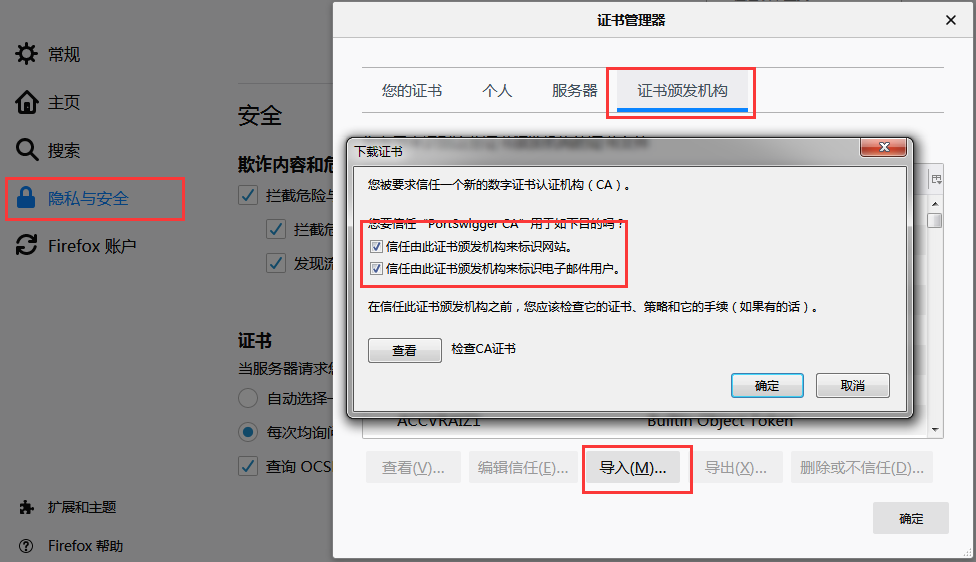 证书管理器
常规
主页
搜索
隐私与安全
Firefox 账户
扩展和主题
Firefox 帮助
安全
欺诈内容和危
拦截危险与
拦截危
发现流
证书
当服务器请求您
自动选择一
每次均询问
查询 OCS
您的证书
个人
服务器
证书颁发机构
下载证书
您被要求信任一个新的数字证书认证机构（CA）。
您要信任“PortSwigger CA”用于如下目的吗？
信任由此证书颁发机构来标识网站。
信任由此证书颁发机构来标识电子邮件用户。
在信任此证书颁发机构之前，您应该检查它的证书、策略和它的手续（如果有的话）。
查看
检查CA证书
确定
取消
ACCVRAIZ1
Builtin Object Token
查看(V)...
编辑信任(E)...
导入(M)...
导出(X)...
删除或不信任(D)...
确定